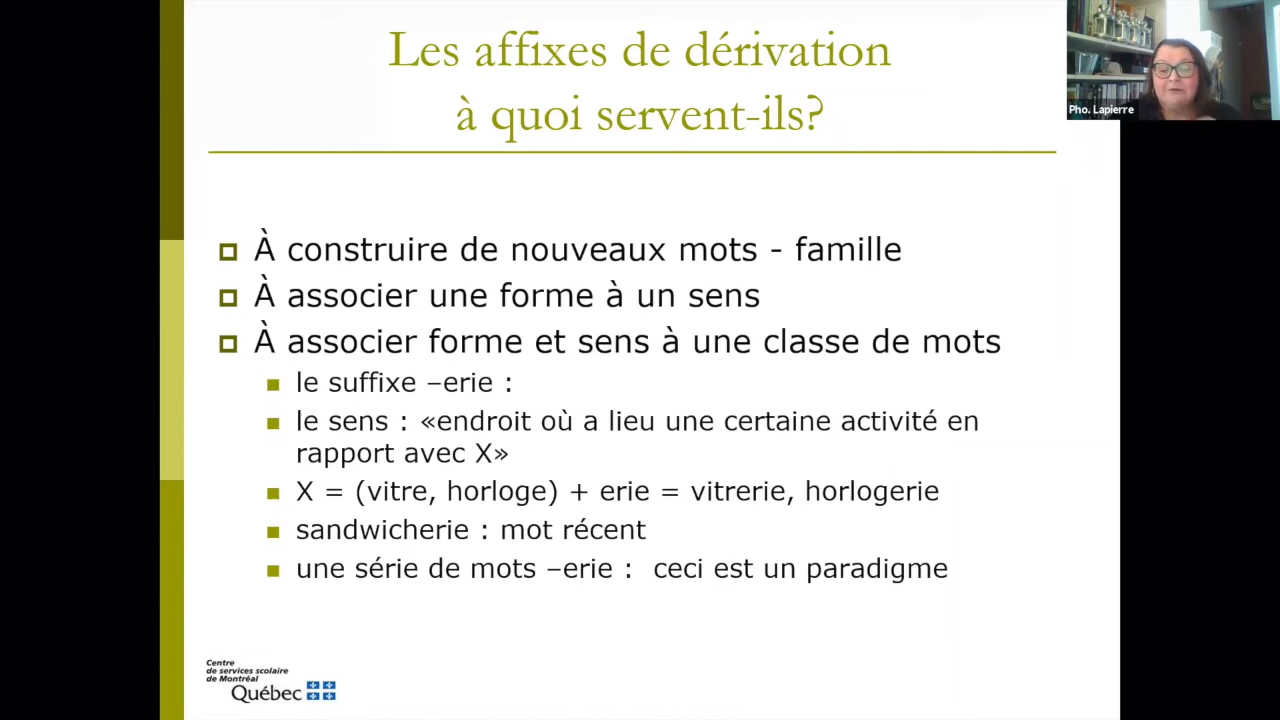 Les affixes de dérivation
à quoi servent-ils?
Pho. Lapierre
À construire de nouveaux mots - famille
À associer une forme à un sens
À associer forme et sens à une classe de mots
le suffixe –erie :
le sens : «endroit où a lieu une certaine activité en
rapport avec X»
X = (vitre, horloge) + erie = vitrerie, horlogerie
sandwicherie : mot récent
une série de mots –erie : ceci est un paradigme
Centre
de services scolaire
de Montréal
Québec